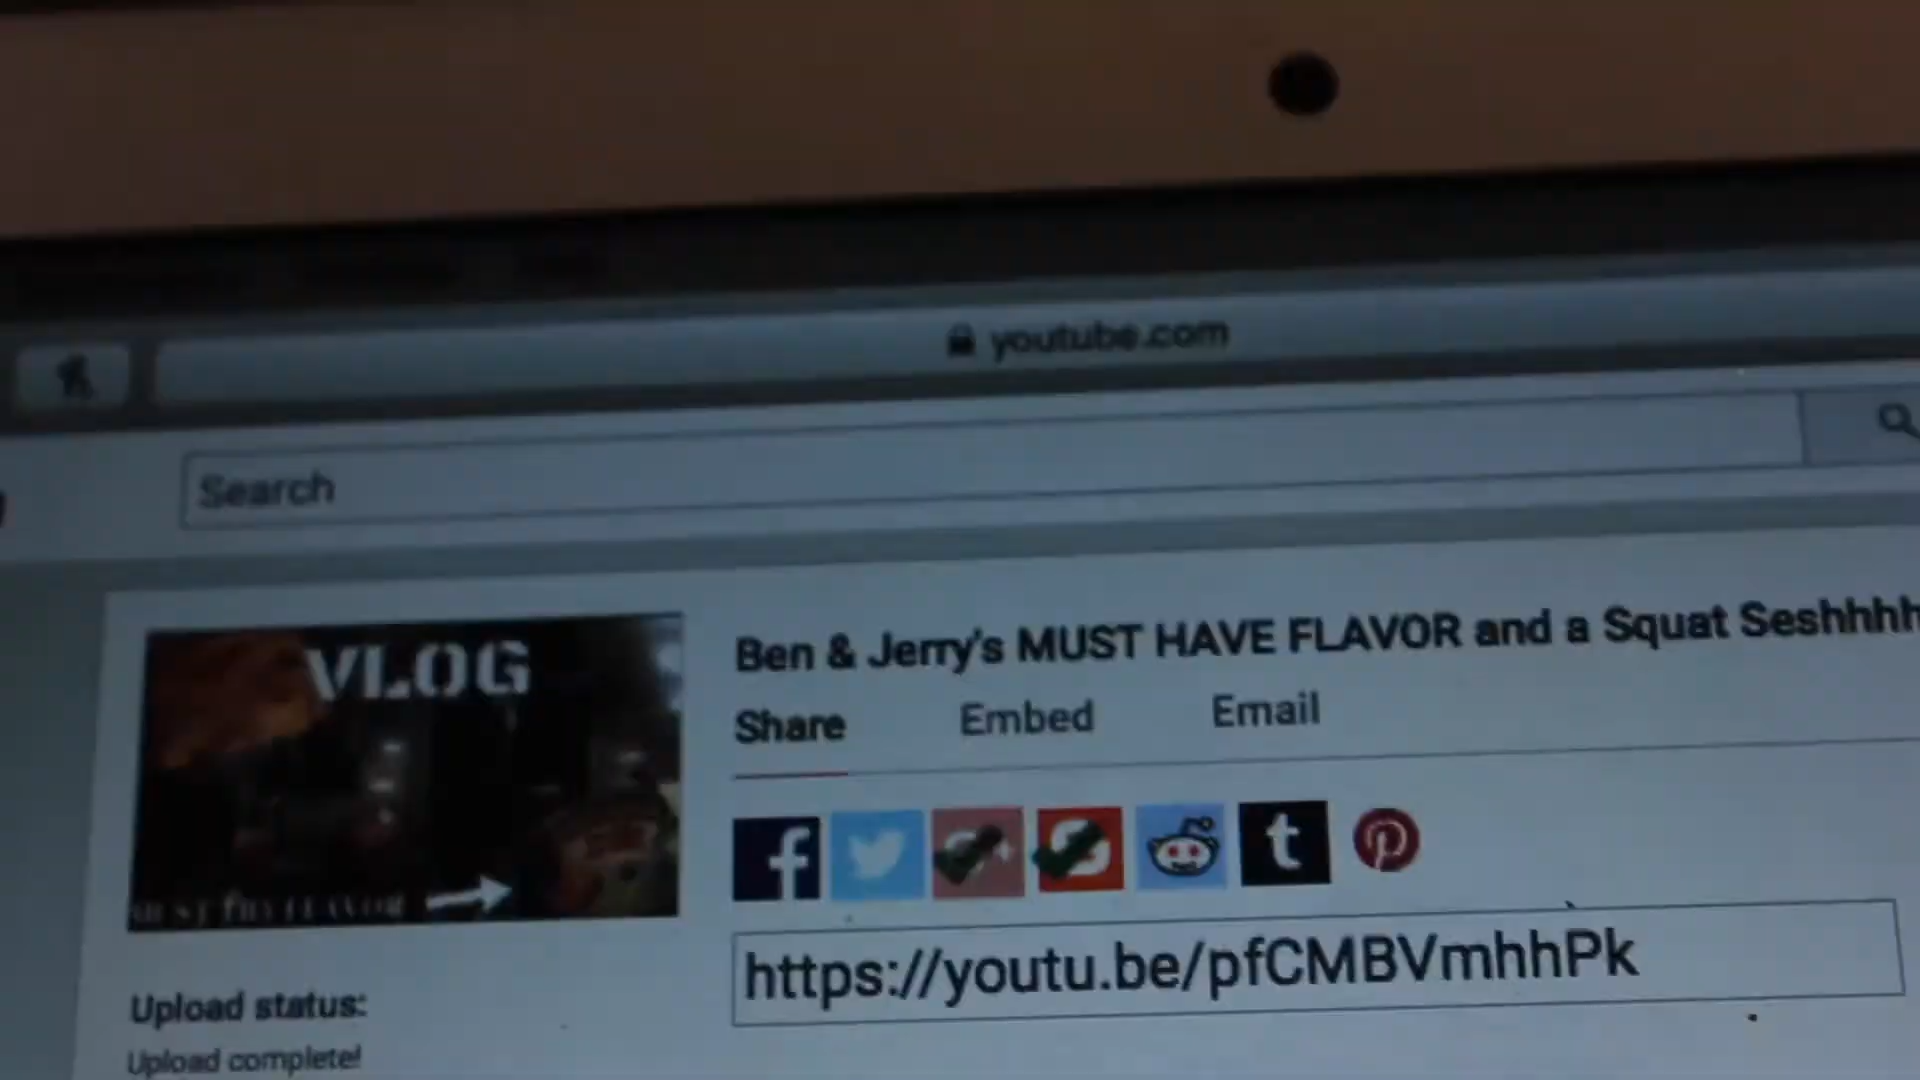 youtube.com
Search
VLOG
Ben & Jerry's MUST HAVE FLAVOR and a Squat Seshhhh
Share Embed Email
https://youtu.be/pfCMBVmhhPk
Upload status:
Upload complete!